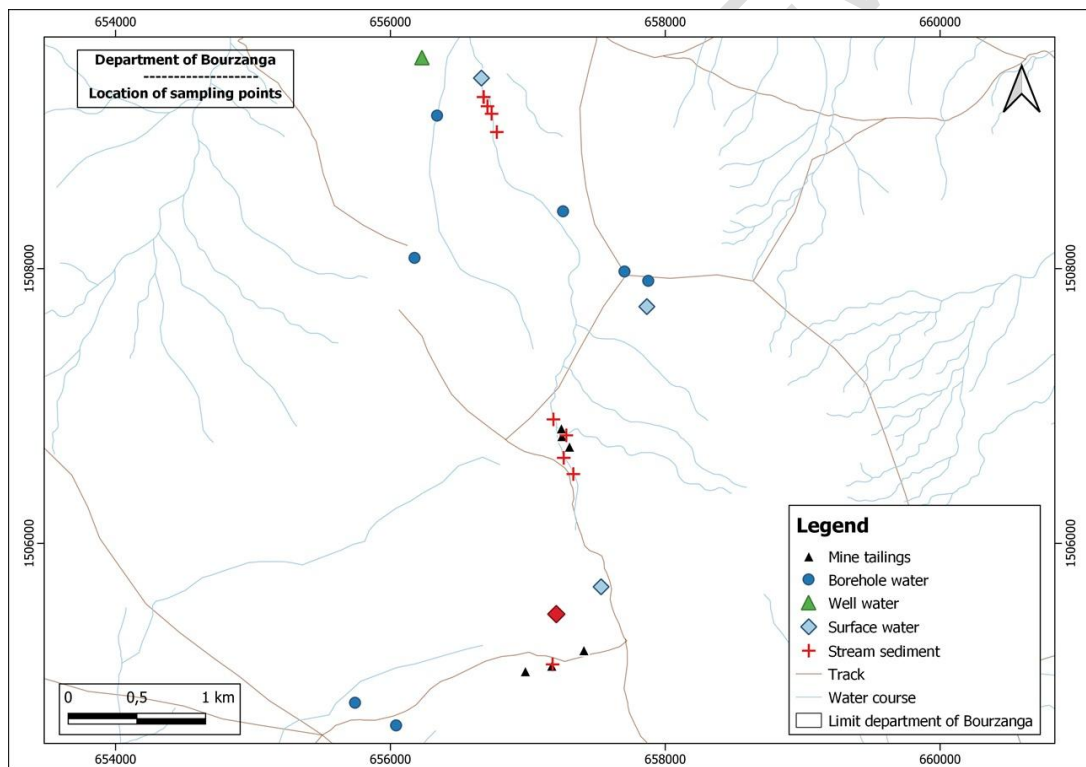 654000 656000 658000 660000
Department of Bourzanga
--------------------
Location of sampling points
1508000 1508000
1506000 1506000
Legend
Mine tailings
Borehole water
Well water
Surface water
Stream sediment
Track
Water course
Limit department of Bourzanga
0 0,5 1 km
654000 656000 658000 660000